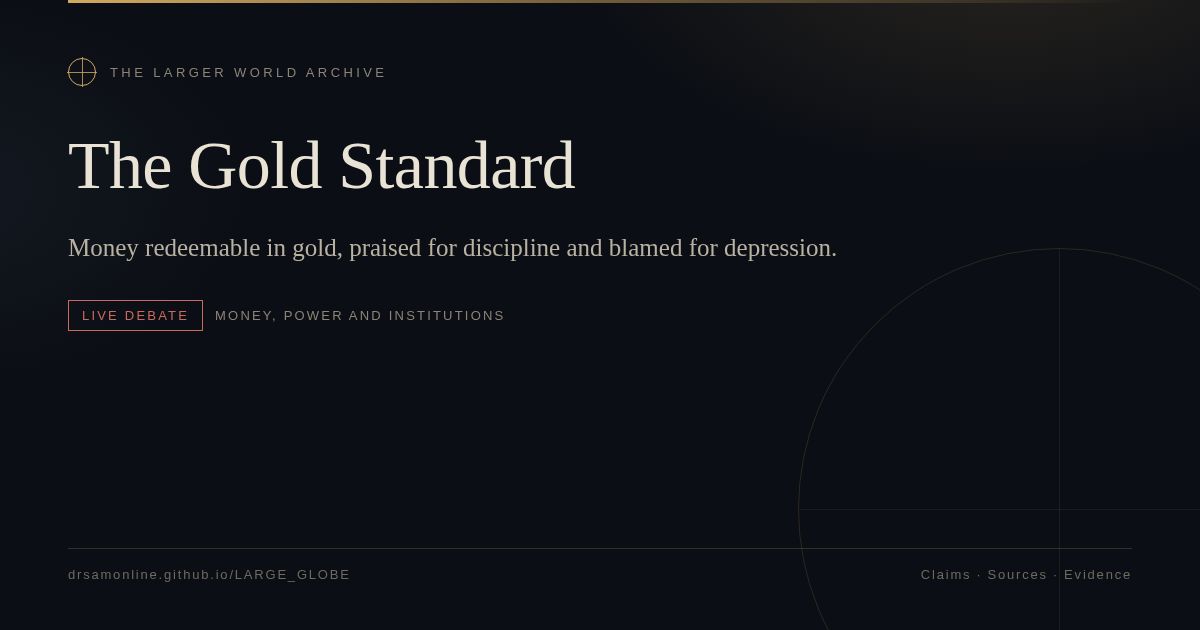 THE LARGER WORLD ARCHIVE
The Gold Standard
Money redeemable in gold, praised for discipline and blamed for depression.
LIVE DEBATE MONEY, POWER AND INSTITUTIONS
drsamonline.github.io/LARGE_GLOBE Claims · Sources · Evidence